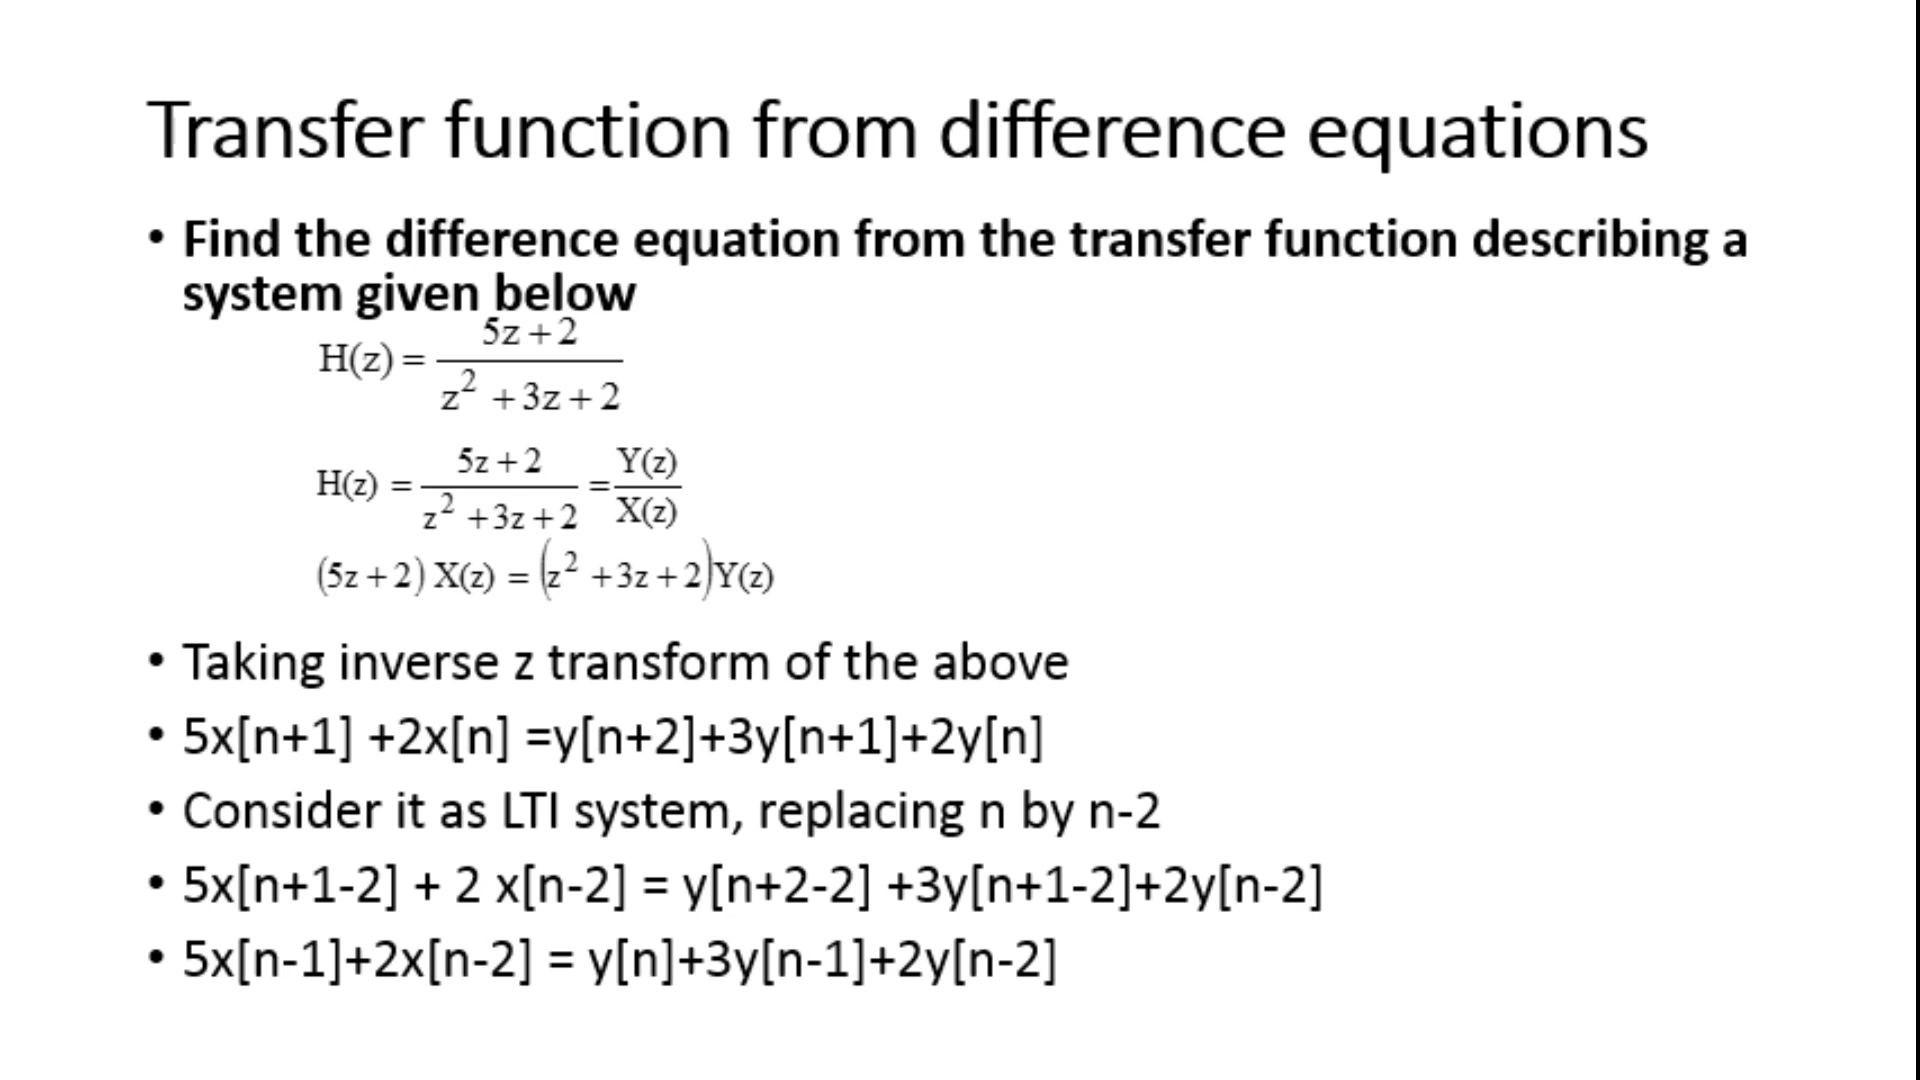 Transfer function from difference equations
• Find the difference equation from the transfer function describing a
system given below
H(z) = (5z + 2) / (z² + 3z + 2)
H(z) = (5z + 2) / (z² + 3z + 2) = Y(z) / X(z)
(5z + 2) X(z) = (z² + 3z + 2) Y(z)
• Taking inverse z transform of the above
• 5x[n+1] +2x[n] =y[n+2]+3y[n+1]+2y[n]
• Consider it as LTI system, replacing n by n-2
• 5x[n+1-2] + 2 x[n-2] = y[n+2-2] +3y[n+1-2]+2y[n-2]
• 5x[n-1]+2x[n-2] = y[n]+3y[n-1]+2y[n-2]